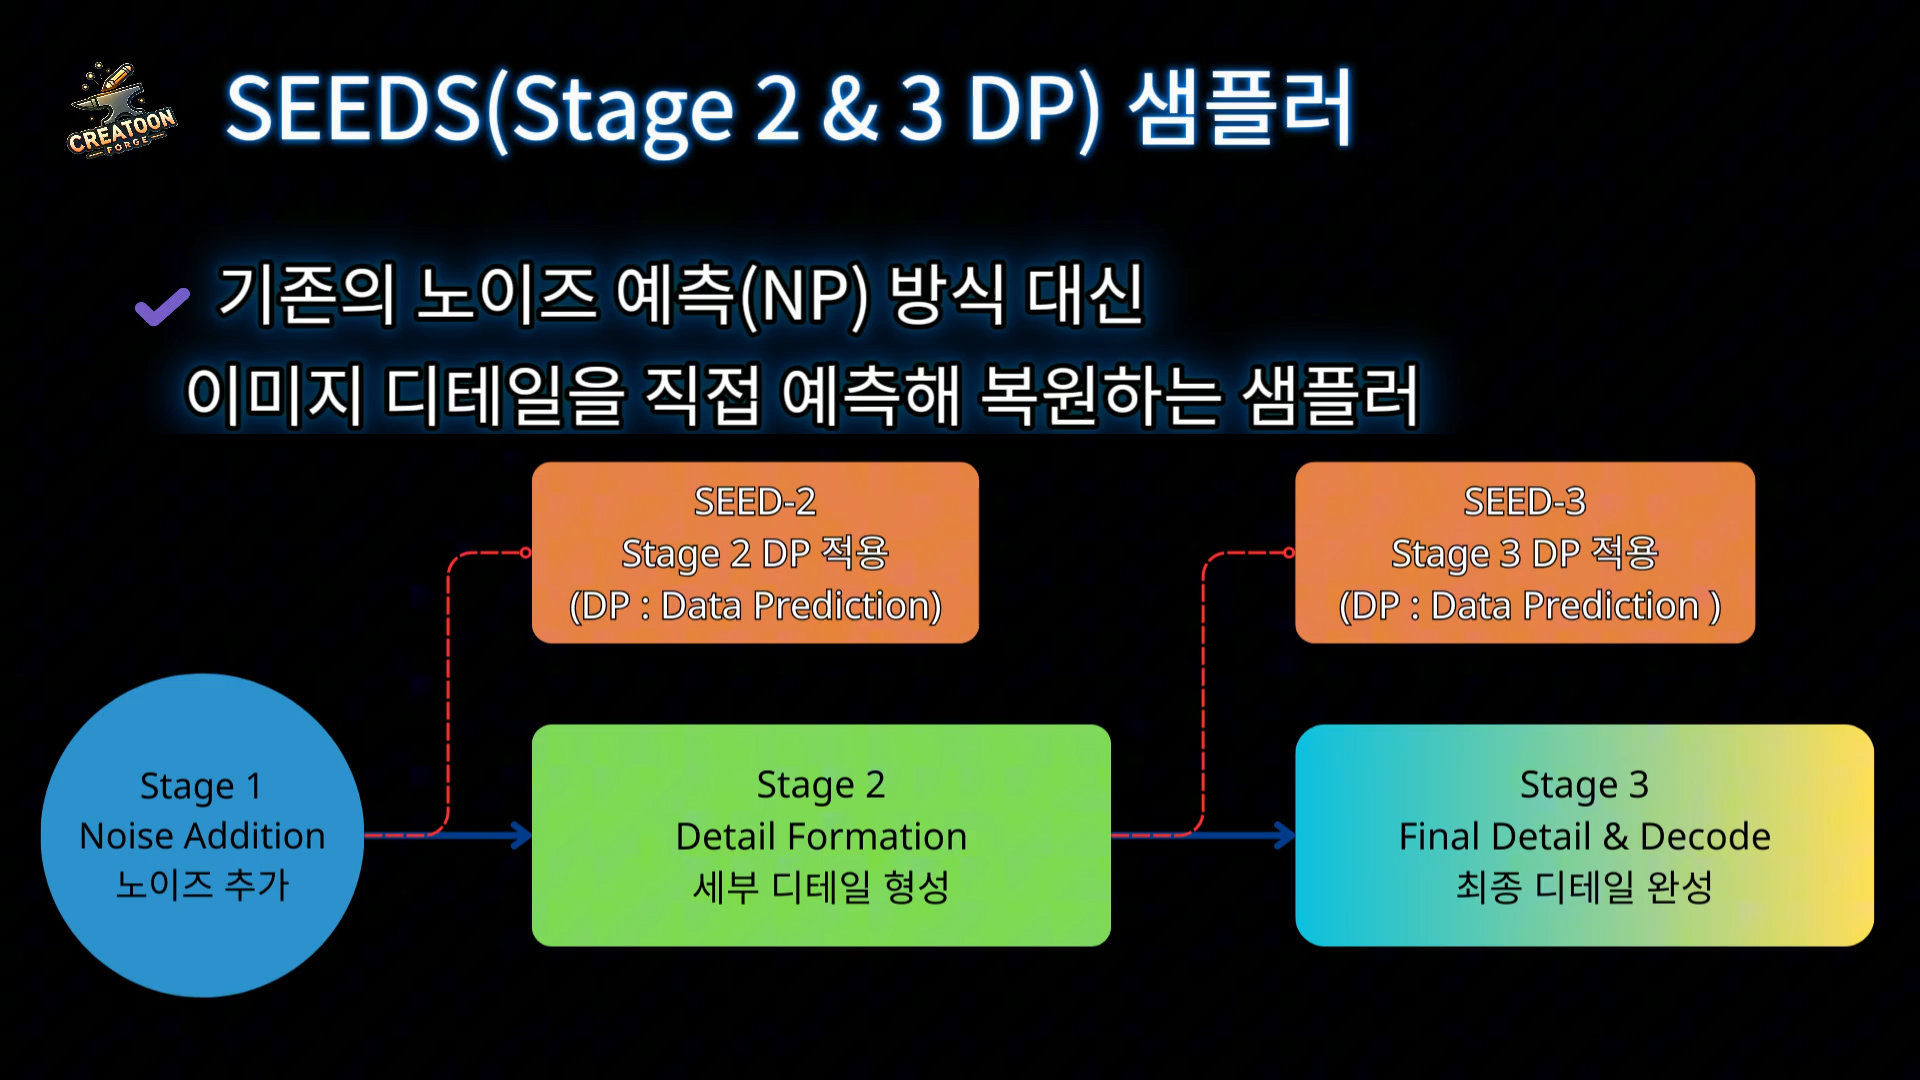 CREATOON
FORGE
SEEDS(Stage 2 & 3 DP) 샘플러
기존의 노이즈 예측(NP) 방식 대신
이미지 디테일을 직접 예측해 복원하는 샘플러
SEED-2
Stage 2 DP 적용
(DP : Data Prediction)
SEED-3
Stage 3 DP 적용
(DP : Data Prediction )
Stage 1
Noise Addition
노이즈 추가
Stage 2
Detail Formation
세부 디테일 형성
Stage 3
Final Detail & Decode
최종 디테일 완성